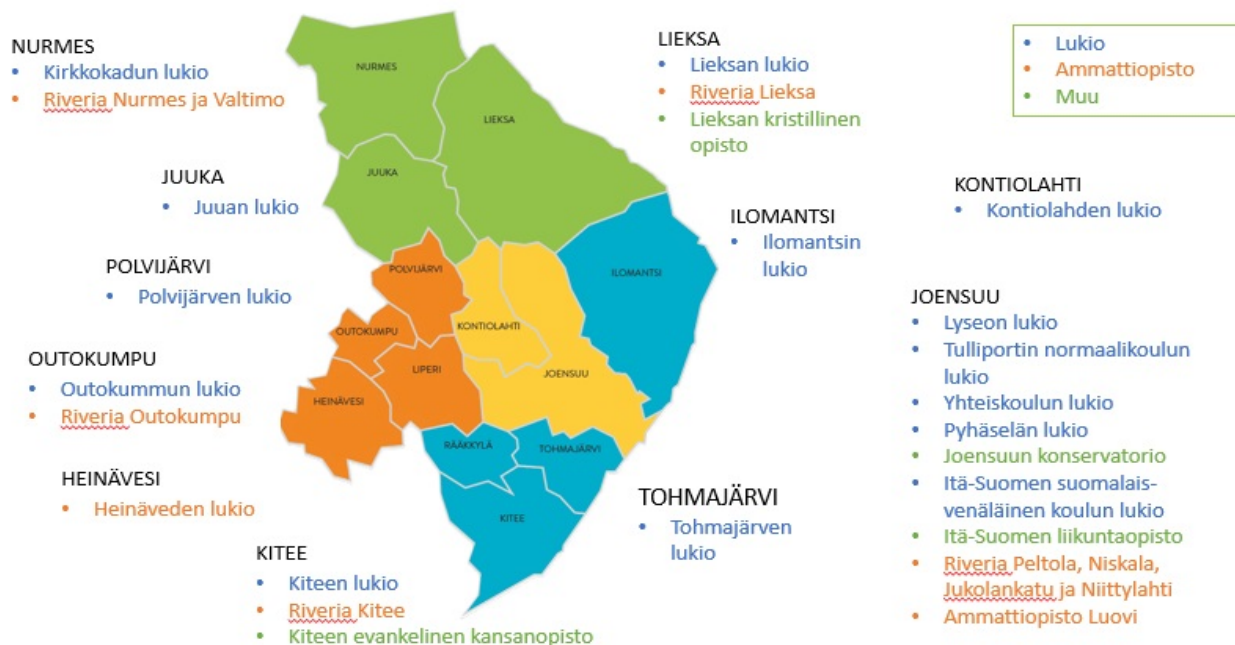 NURMES
• Kirkkokadun lukio
• Riveria Nurmes ja Valtimo
JUUKA
• Juuan lukio
POLVIJÄRVI
• Polvijärven lukio
OUTOKUMPU
• Outokummun lukio
• Riveria Outokumpu
HEINÄVESI
• Heinäveden lukio
KITEE
• Kiteen lukio
• Riveria Kitee
• Kiteen evankelinen kansanopisto
NURMES
LIEKSA
JUUKA
POLVIJÄRVI
ILOMANTSI
OUTOKUMPU
KONTIOLAHTI
LIPERI
JOENSUU
HEINÄVESI
RÄÄKKYLÄ
TOHMAJÄRVI
KITEE
LIEKSA
• Lieksan lukio
• Riveria Lieksa
• Lieksan kristillinen
opisto
ILOMANTSI
• Ilomantsin
lukio
TOHMAJÄRVI
• Tohmajärven
lukio
• Lukio
• Ammattiopisto
• Muu
KONTIOLAHTI
• Kontiolahden lukio
JOENSUU
• Lyseon lukio
• Tulliportin normaalikoulun
lukio
• Yhteiskoulun lukio
• Pyhäselän lukio
• Joensuun konservatorio
• Itä-Suomen suomalais-
venäläinen koulun lukio
• Itä-Suomen liikuntaopisto
• Riveria Peltola, Niskala,
Jukolankatu ja Niittylahti
• Ammattiopisto Luovi